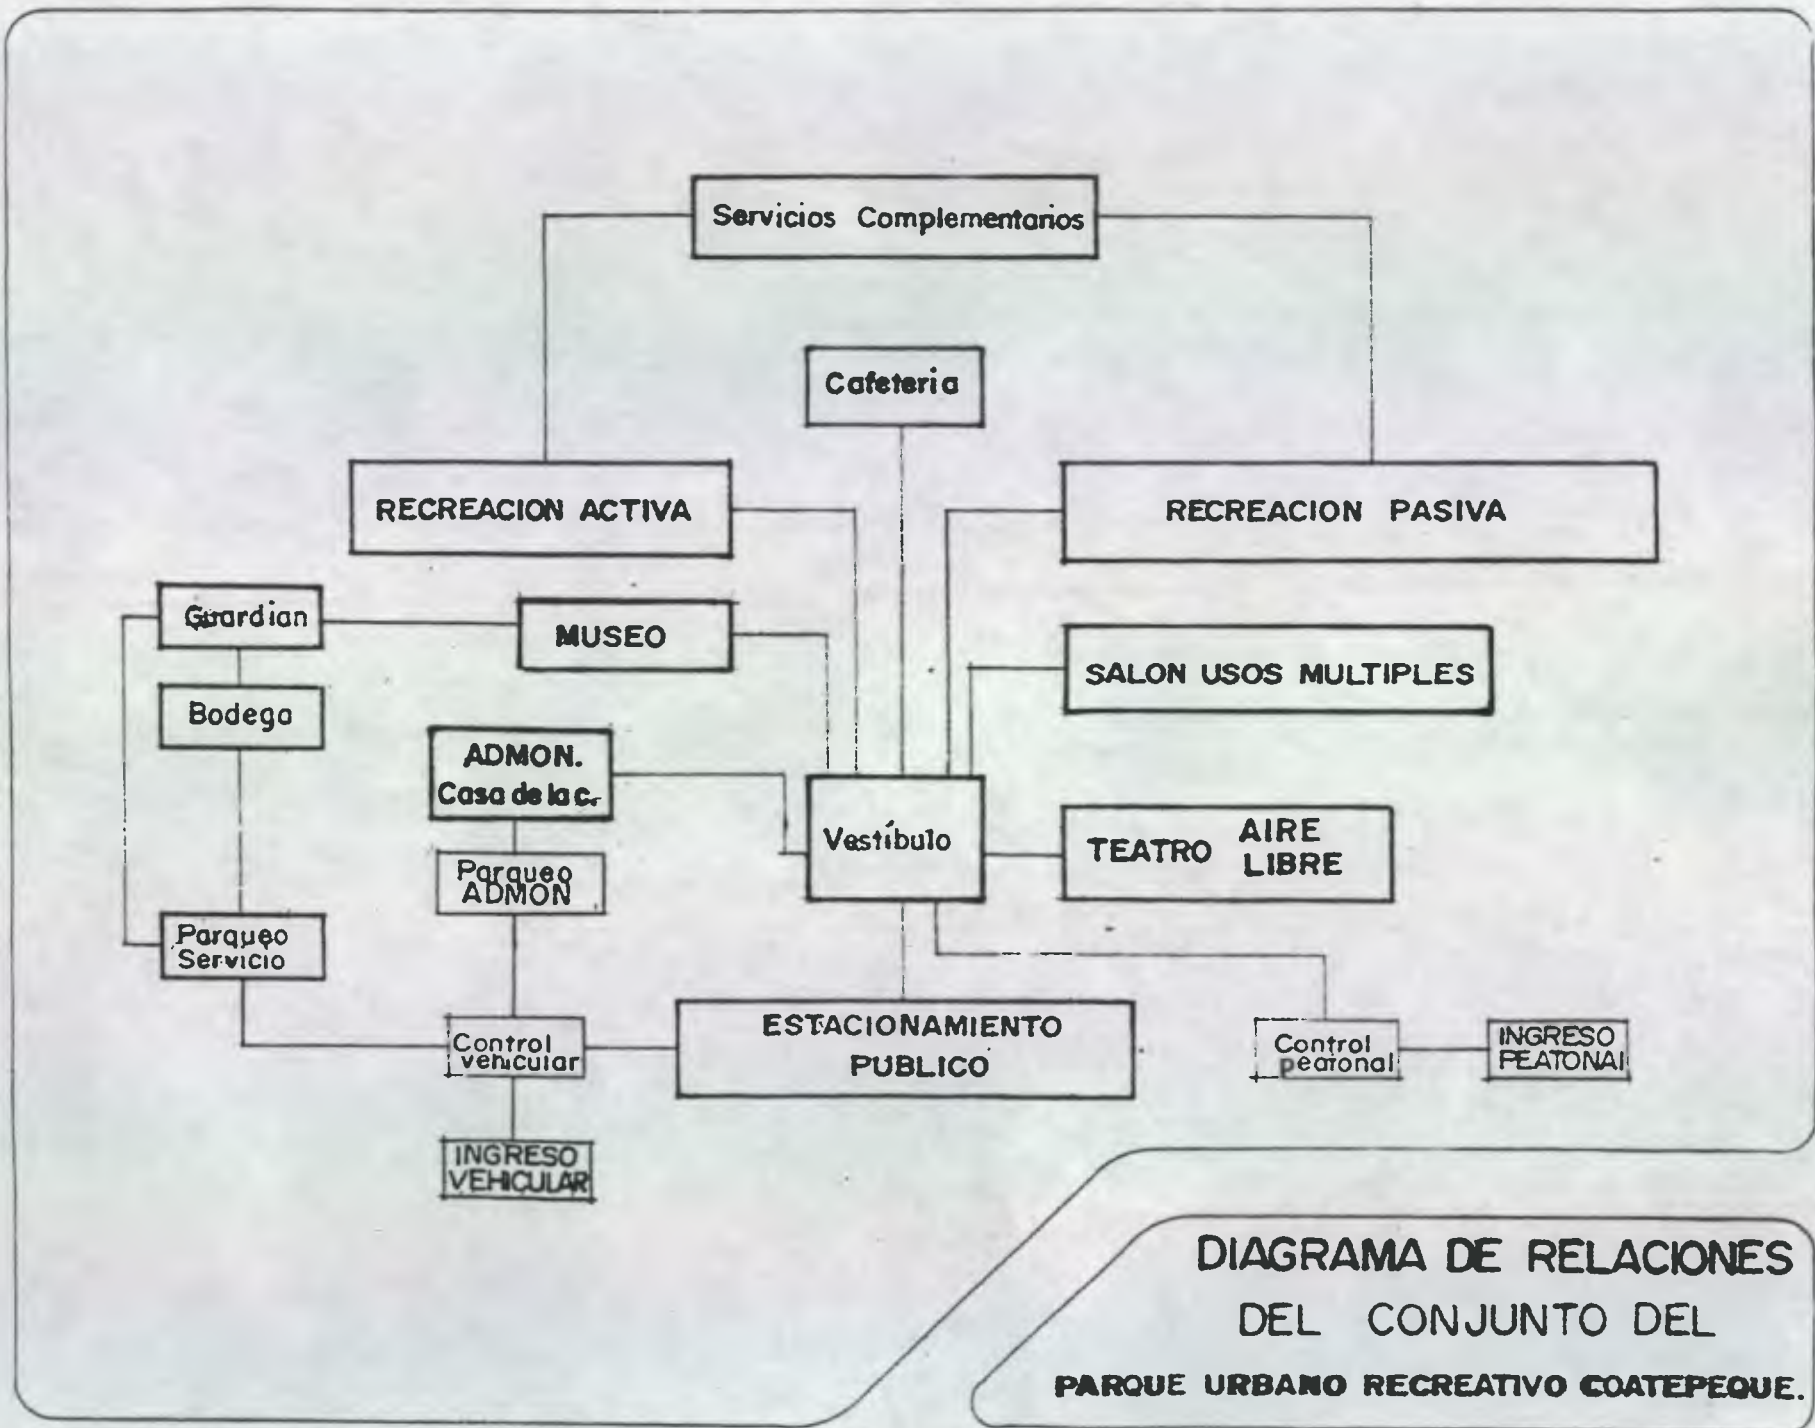 Servicios Complementarios
Cafeteria
RECREACION ACTIVA
RECREACION PASIVA
Guardian
MUSEO
SALON USOS MULTIPLES
Bodega
ADMON.
Casa de la c.
Vestíbulo
TEATRO AIRE
LIBRE
Parqueo
ADMON
Parqueo
Servicio
Control
vehicular
ESTACIONAMIENTO
PUBLICO
Control
peatonal
INGRESO
PEATONAL
INGRESO
VEHICULAR
DIAGRAMA DE RELACIONES
DEL CONJUNTO DEL
PARQUE URBANO RECREATIVO COATEPEQUE.